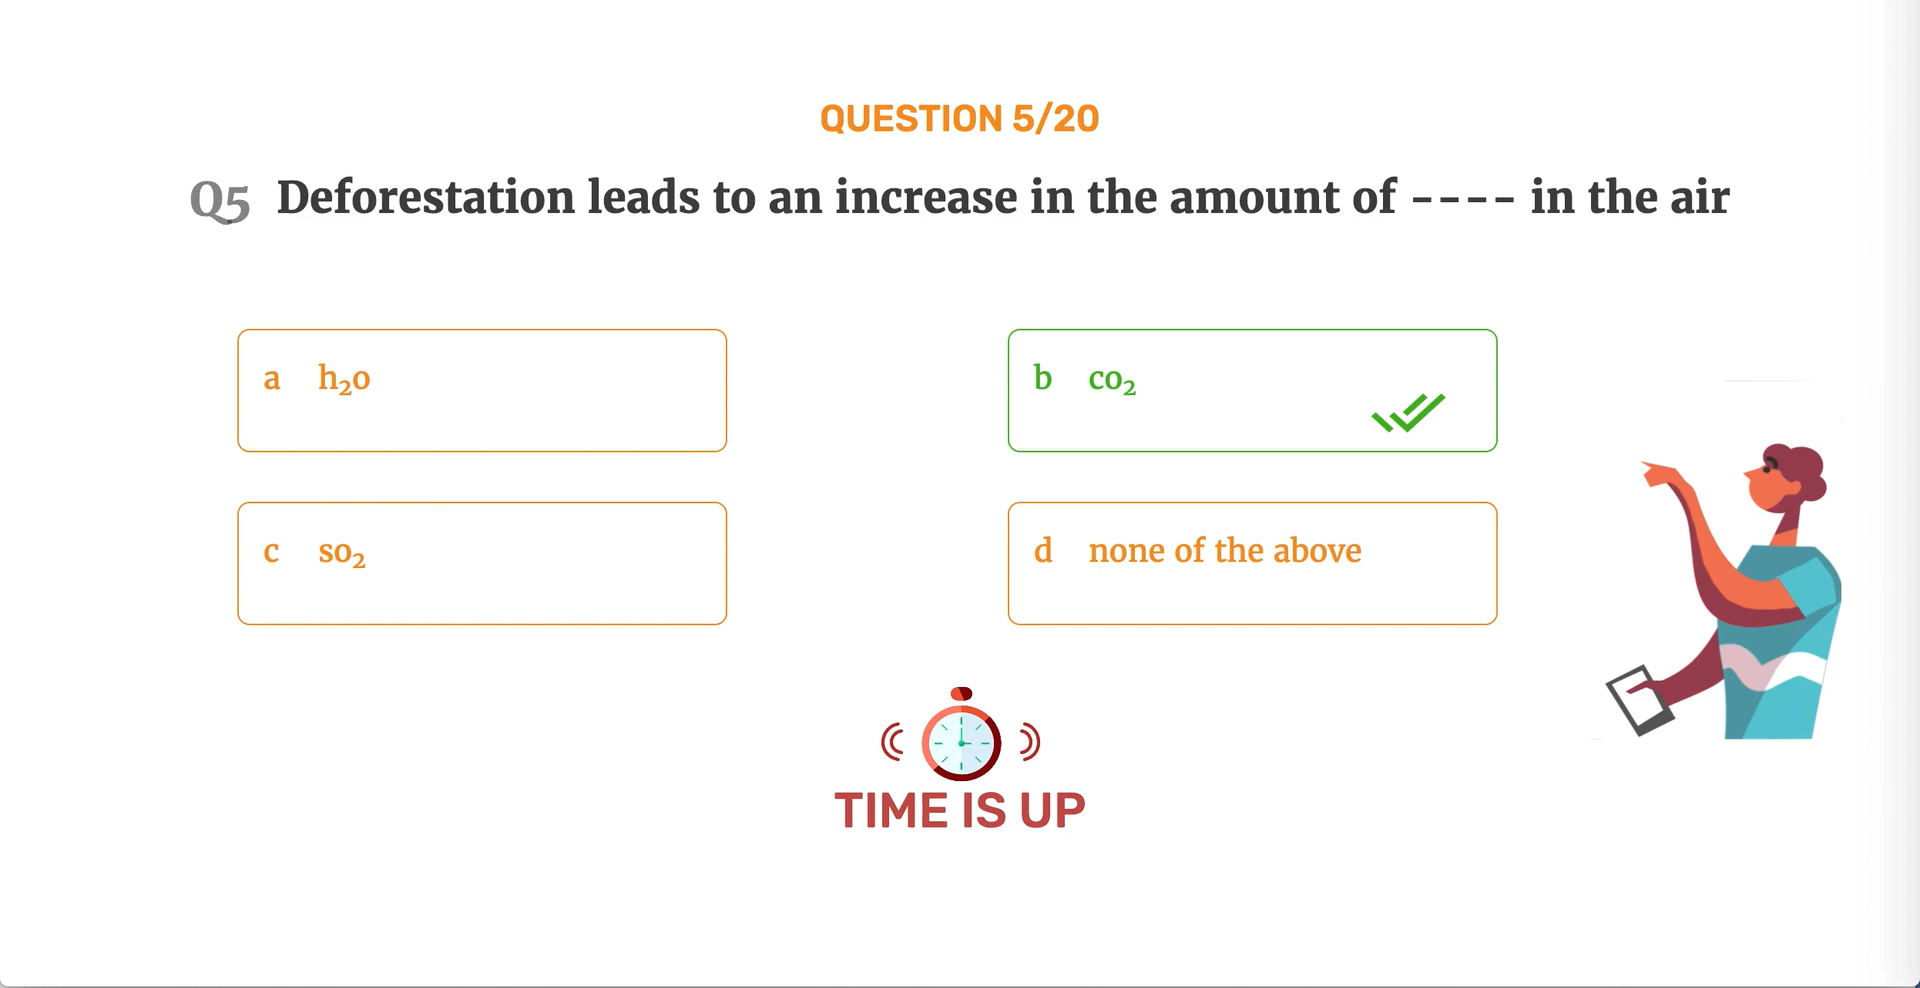 QUESTION 5/20
Q5 Deforestation leads to an increase in the amount of ---- in the air
a h₂o
b co₂
c so₂
d none of the above
TIME IS UP